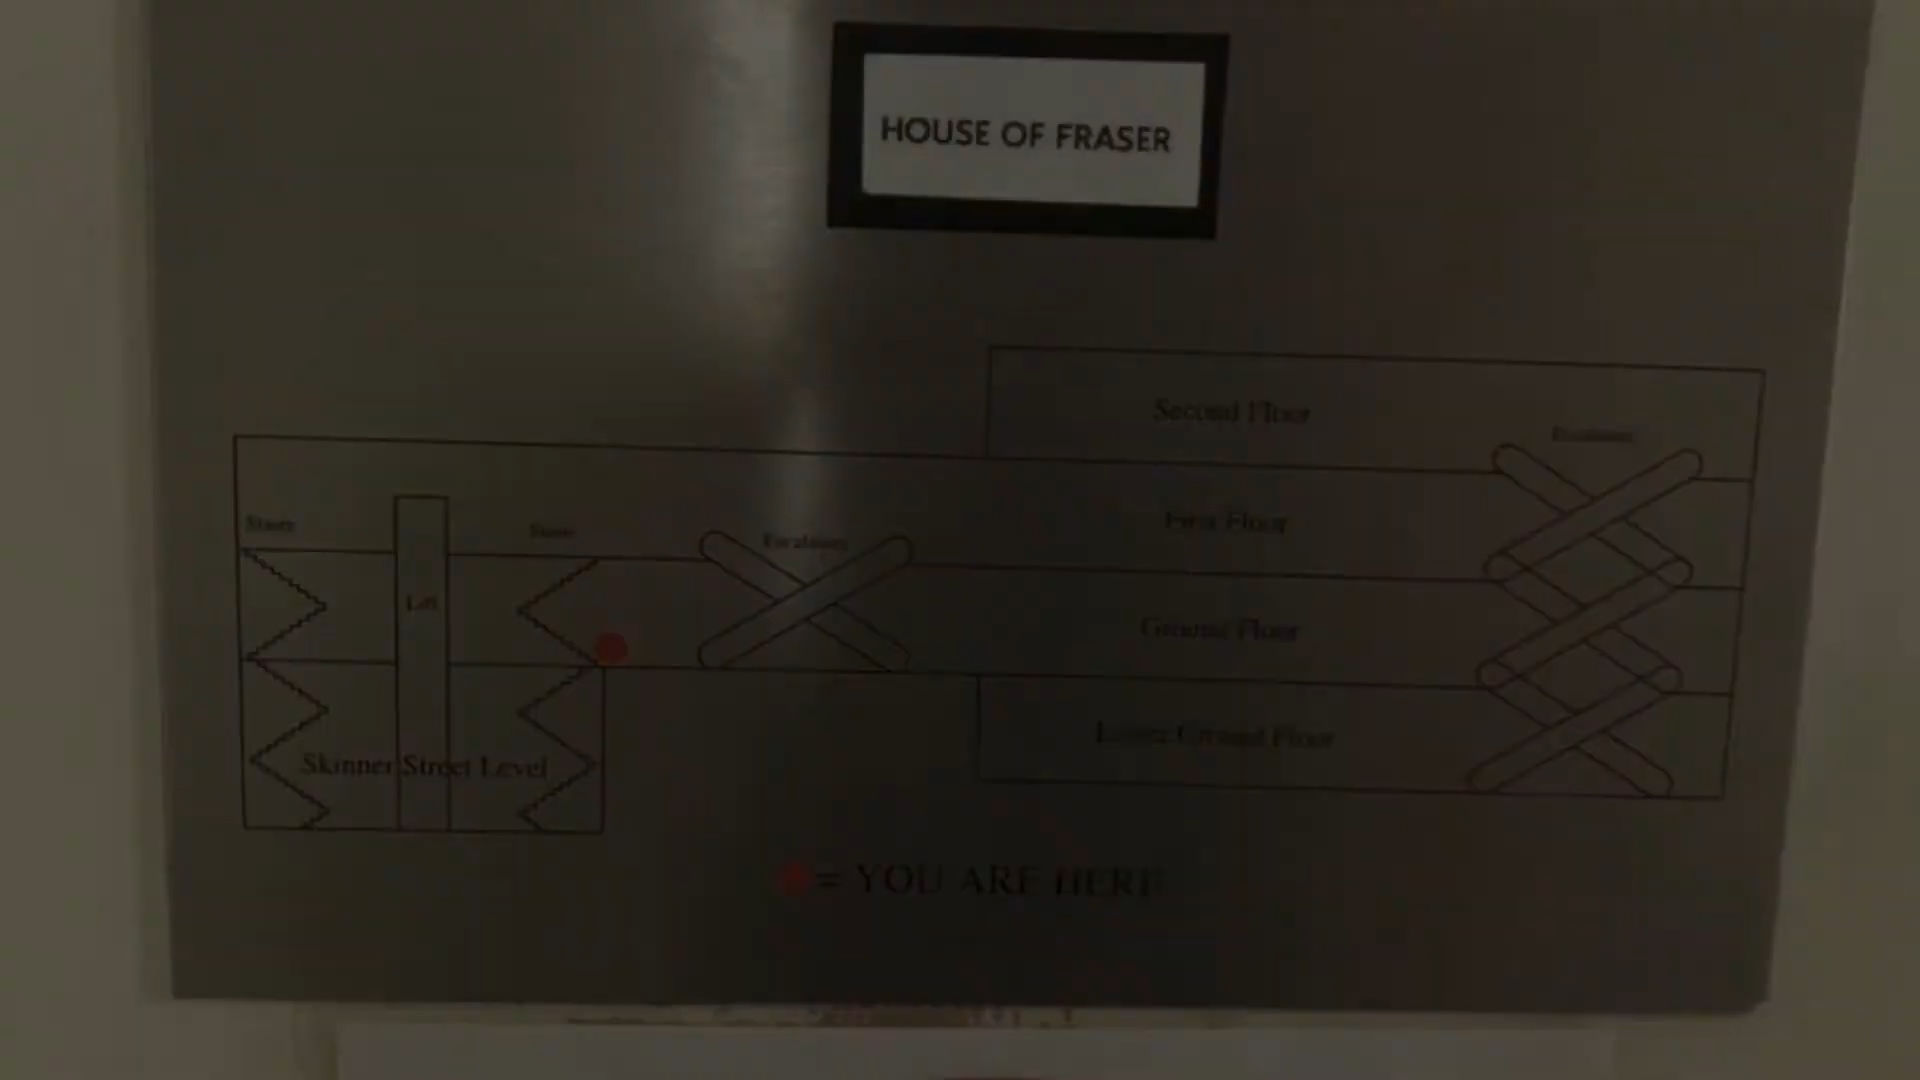 HOUSE OF FRASER
Second Floor
Escalators
First Floor
Stairs
Stairs
Escalators
Lift
Ground Floor
Lower Ground Floor
Skinner Street Level
= YOU ARE HERE